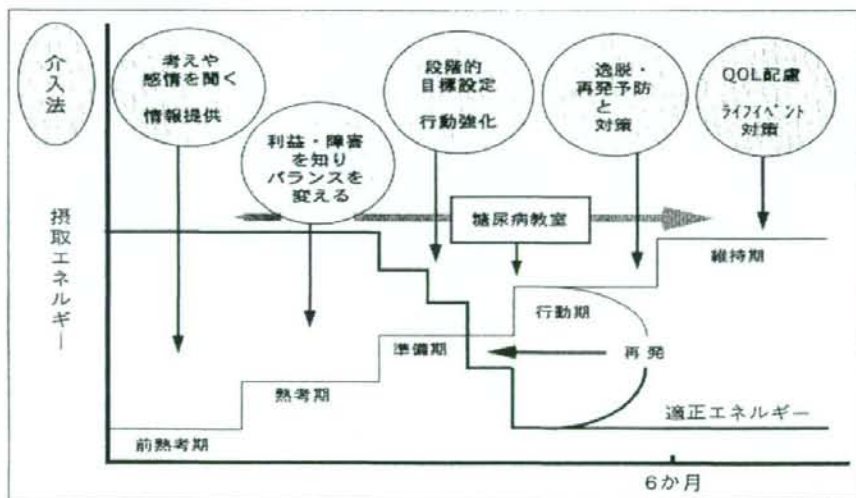 介入法
考えや
感情を聞く
情報提供
利益・障害
を知り
バランスを
変える
段階的
目標設定
行動強化
逸脱・
再発予防
と
対策
QOL配慮
ライフイベント
対策
糖尿病教室
摂取エネルギー
維持期
行動期
準備期
再発
熟考期
前熟考期
適正エネルギー
6か月